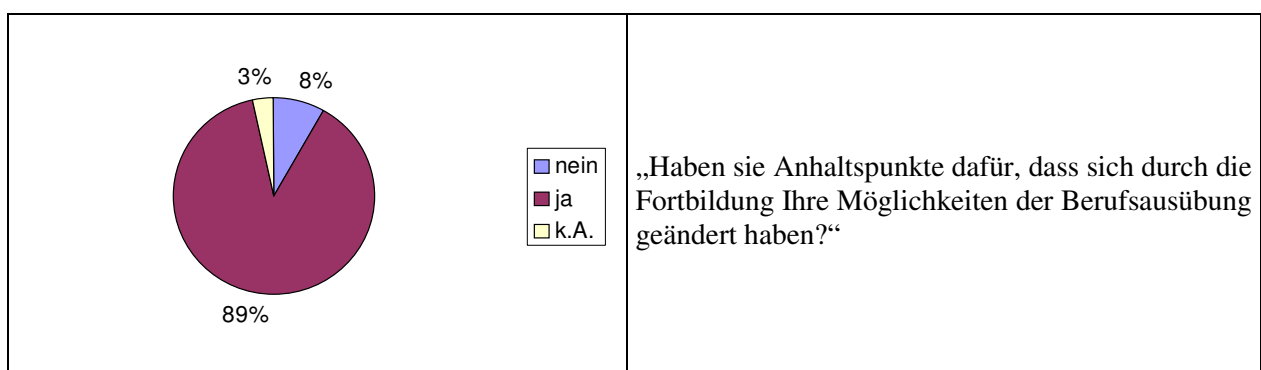 3% 8%
nein
ja
k.A.
89%
„Haben sie Anhaltspunkte dafür, dass sich durch die
Fortbildung Ihre Möglichkeiten der Berufsausübung
geändert haben?“